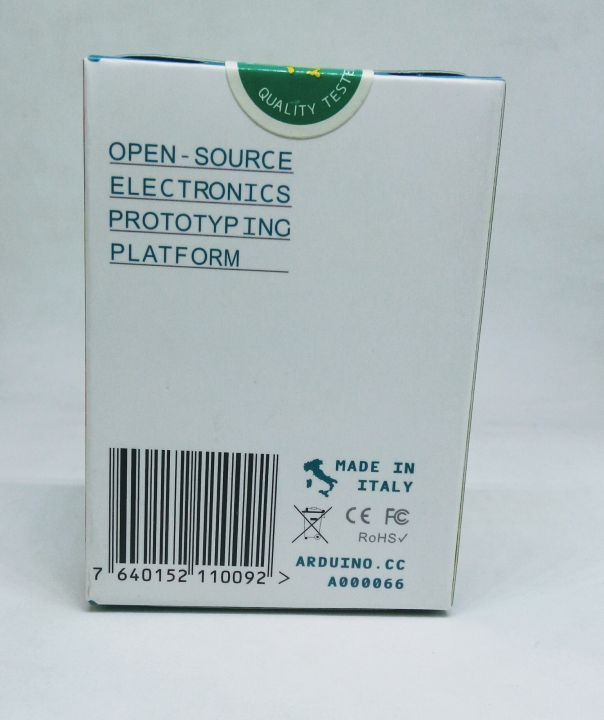 QUALITY TESTE
OPEN-SOURCE
ELECTRONICS
PROTOTYPING
PLATFORM
MADE IN
ITALY
CE FC
RoHS✓
7 640152 110092 >
ARDUINO.CC
A000066